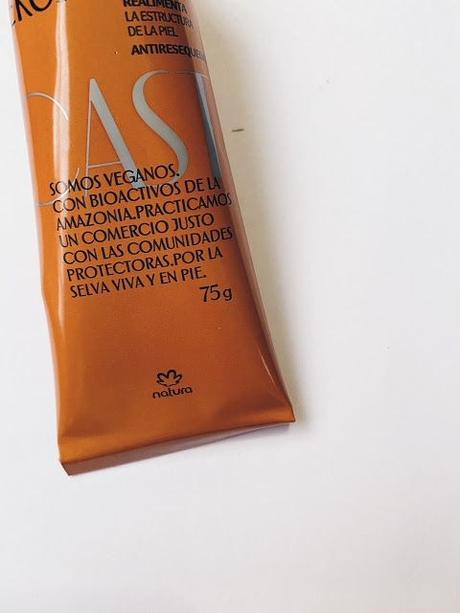 REALIMENTA
LA ESTRUCTURA
DE LA PIEL
CAST
SOMOS VEGANOS.
CON BIOACTIVOS DE LA
AMAZONIA.PRACTICAMOS
UN COMERCIO JUSTO
CON LAS COMUNIDADES
PROTECTORAS.POR LA
SELVA VIVA Y EN PIE.
75g
natura